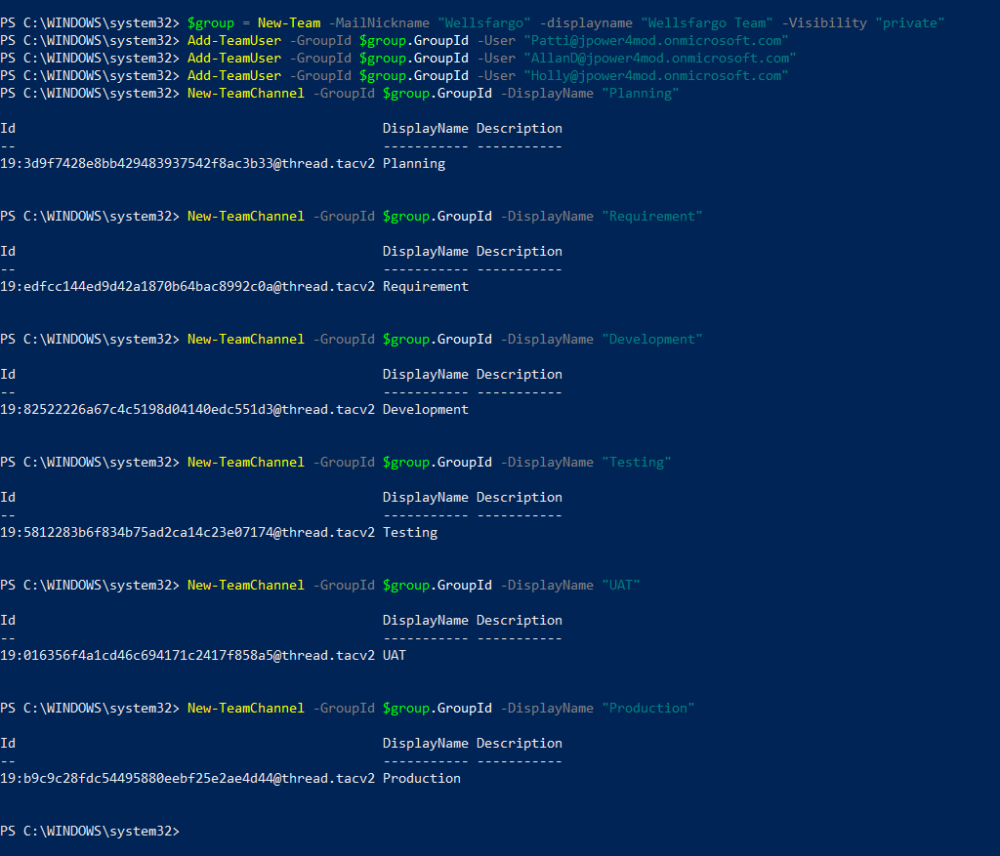 PS C:\WINDOWS\system32> $group = New-Team -MailNickname "Wellsfargo" -displayname "Wellsfargo Team" -Visibility "private"
PS C:\WINDOWS\system32> Add-TeamUser -GroupId $group.GroupId -User "Patti@jpower4mod.onmicrosoft.com"
PS C:\WINDOWS\system32> Add-TeamUser -GroupId $group.GroupId -User "AllanD@jpower4mod.onmicrosoft.com"
PS C:\WINDOWS\system32> Add-TeamUser -GroupId $group.GroupId -User "Holly@jpower4mod.onmicrosoft.com"
PS C:\WINDOWS\system32> New-TeamChannel -GroupId $group.GroupId -DisplayName "Planning"
Id DisplayName Description
-- ----------- -----------
19:3d9f7428e8bb429483937542f8ac3b33@thread.tacv2 Planning
PS C:\WINDOWS\system32> New-TeamChannel -GroupId $group.GroupId -DisplayName "Requirement"
Id DisplayName Description
-- ----------- -----------
19:edfcc144ed9d42a1870b64bac8992c0a@thread.tacv2 Requirement
PS C:\WINDOWS\system32> New-TeamChannel -GroupId $group.GroupId -DisplayName "Development"
Id DisplayName Description
-- ----------- -----------
19:82522226a67c4c5198d04140edc551d3@thread.tacv2 Development
PS C:\WINDOWS\system32> New-TeamChannel -GroupId $group.GroupId -DisplayName "Testing"
Id DisplayName Description
-- ----------- -----------
19:5812283b6f834b75ad2ca14c23e07174@thread.tacv2 Testing
PS C:\WINDOWS\system32> New-TeamChannel -GroupId $group.GroupId -DisplayName "UAT"
Id DisplayName Description
-- ----------- -----------
19:016356f4a1cd46c694171c2417f858a5@thread.tacv2 UAT
PS C:\WINDOWS\system32> New-TeamChannel -GroupId $group.GroupId -DisplayName "Production"
Id DisplayName Description
-- ----------- -----------
19:b9c9c28fdc54495880eebf25e2ae4d44@thread.tacv2 Production
PS C:\WINDOWS\system32>